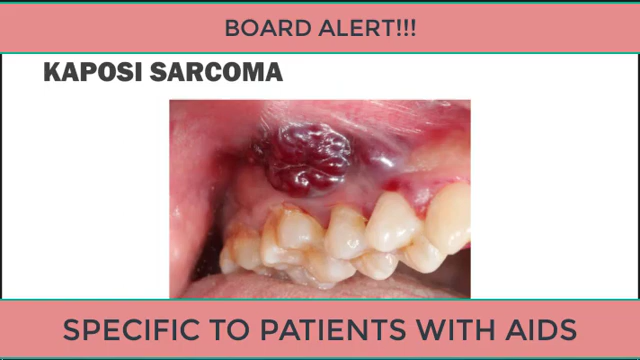 BOARD ALERT!!!
KAPOSI SARCOMA
SPECIFIC TO PATIENTS WITH AIDS